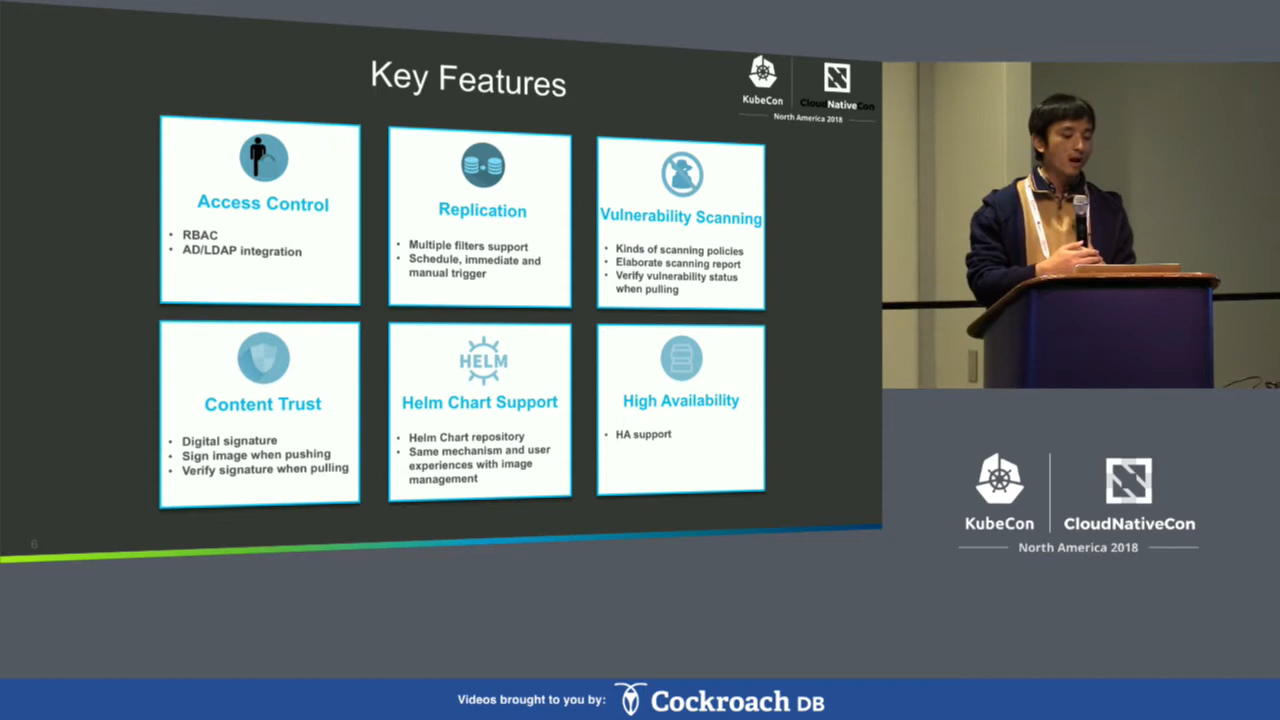 Key Features
KubeCon
CloudNativeCon
North America 2018
Access Control
• RBAC
• AD/LDAP integration
Replication
• Multiple filters support
• Schedule, immediate and
manual trigger
Vulnerability Scanning
• Kinds of scanning policies
• Elaborate scanning report
• Verify vulnerability status
when pulling
Content Trust
• Digital signature
• Sign image when pushing
• Verify signature when pulling
HELM
Helm Chart Support
• Helm Chart repository
• Same mechanism and user
experiences with image
management
High Availability
• HA support
6
KubeCon
CloudNativeCon
North America 2018
Videos brought to you by:
Cockroach DB